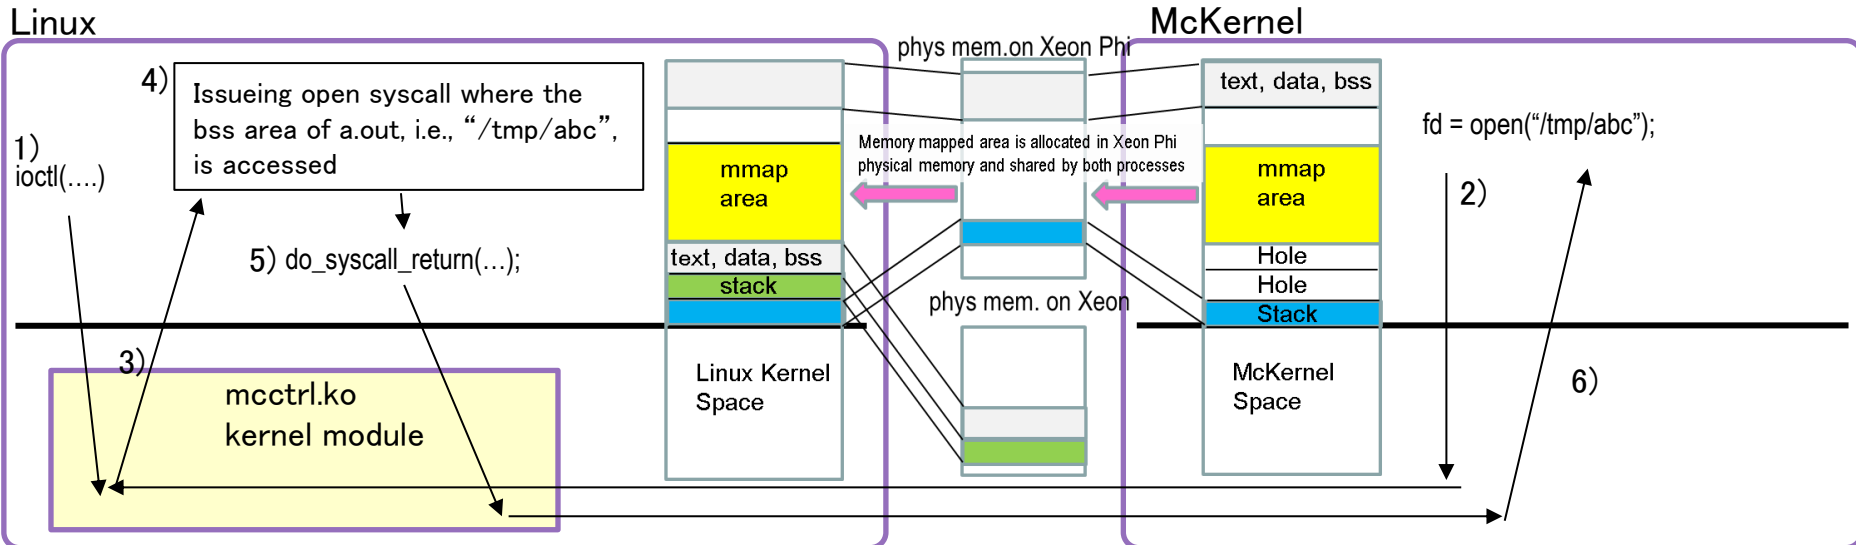 Linux
McKernel
phys mem.on Xeon Phi
4)
Issueing open syscall where the
bss area of a.out, i.e., “/tmp/abc”,
is accessed
1)
ioctl(....)
5) do_syscall_return(...);
3)
mcctrl.ko
kernel module
mmap
area
text, data, bss
stack
Linux Kernel
Space
Memory mapped area is allocated in Xeon Phi
physical memory and shared by both processes
phys mem. on Xeon
text, data, bss
mmap
area
Hole
Hole
Stack
McKernel
Space
fd = open(“/tmp/abc”);
2)
6)